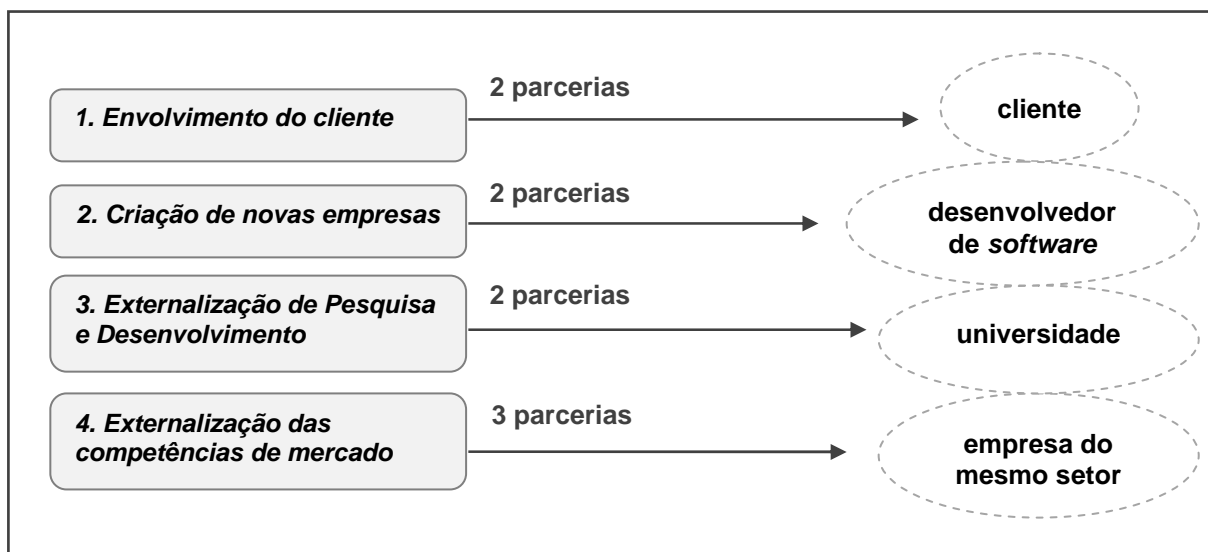 1. Envolvimento do cliente
2 parcerias
cliente
2. Criação de novas empresas
2 parcerias
desenvolvedor
de software
3. Externalização de Pesquisa
e Desenvolvimento
2 parcerias
universidade
4. Externalização das
competências de mercado
3 parcerias
empresa do
mesmo setor